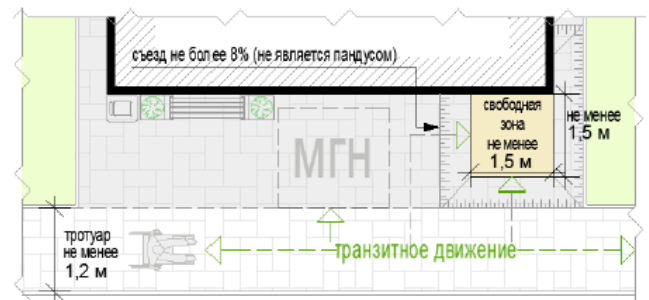 съезд не более 8% (не является пандусом)
свободная
зона
не менее
1,5 м
не менее
1,5 м
МГН
тротуар
не менее
1,2 м
транзитное движение